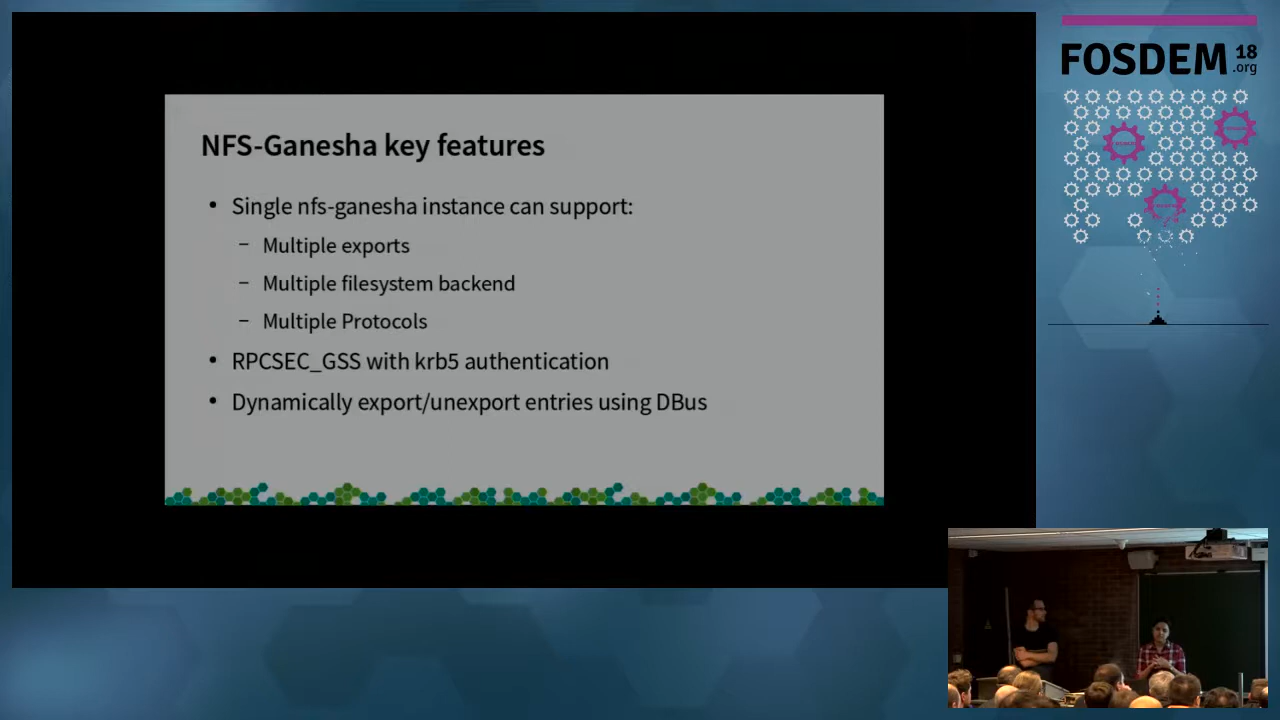 NFS-Ganesha key features
• Single nfs-ganesha instance can support:
– Multiple exports
– Multiple filesystem backend
– Multiple Protocols
• RPCSEC_GSS with krb5 authentication
• Dynamically export/unexport entries using DBus
FOSDEM 18
.org